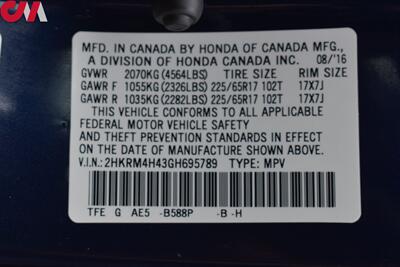 CMA
MFD. IN CANADA BY HONDA OF CANADA MFG.,
A DIVISION OF HONDA CANADA INC. 08/'16
GVWR 2070KG(4564LBS) TIRE SIZE RIM SIZE
GAWR F 1055KG(2326LBS) 225/65R17 102T 17X7J
GAWR R 1035KG(2282LBS) 225/65R17 102T 17X7J
THIS VEHICLE CONFORMS TO ALL APPLICABLE
FEDERAL MOTOR VEHICLE SAFETY
AND THEFT PREVENTION STANDARDS IN EFFECT
ON THE DATE OF MANUFACTURE SHOWN ABOVE.
V.I.N.: 2HKRM4H43GH695789 TYPE: MPV
TFE G AE5 -B588P -B-H